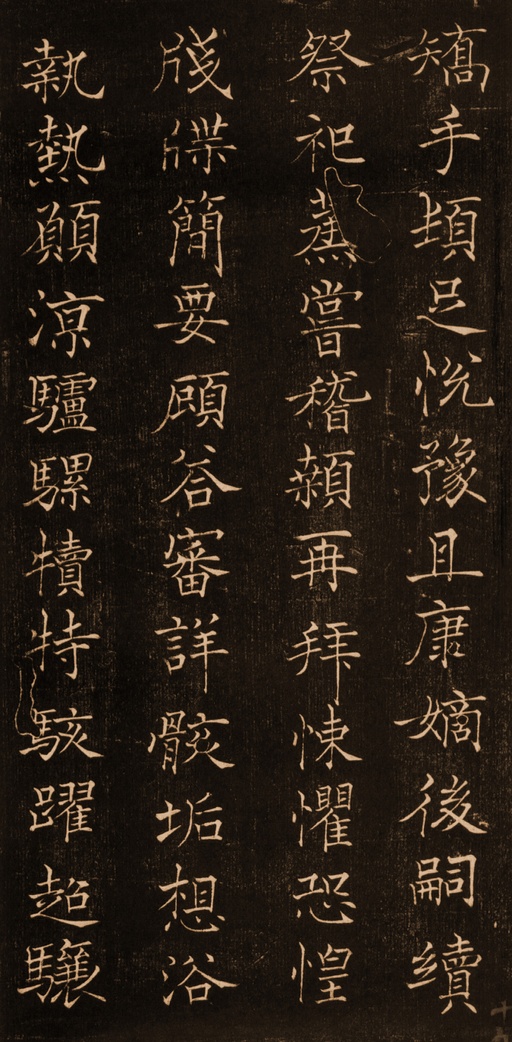 矯手頓足悅豫且康嫡後嗣續
祭祀蒸嘗稽顙再拜悚懼恐惶
牋牒簡要顧答審詳骸垢想浴
執熱願涼驢騾犢特駭躍超驤